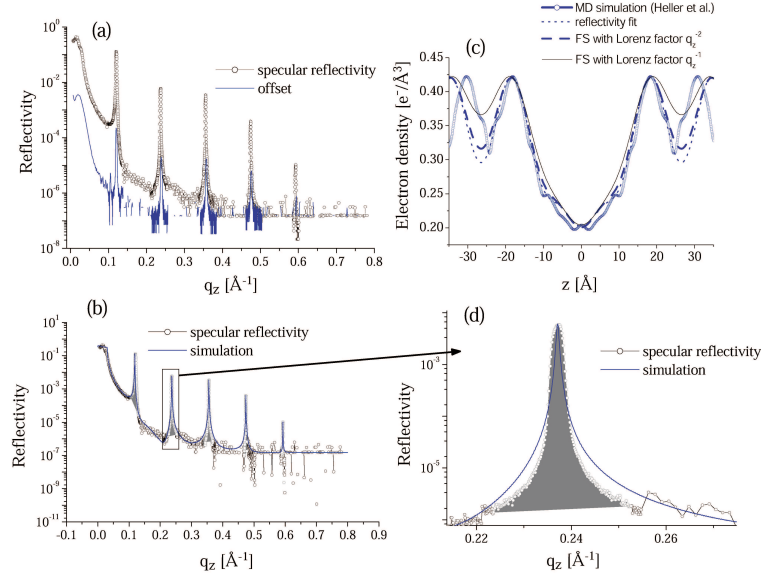 (a)
specular reflectivity
offset
Reflectivity
10^0
10^-2
10^-4
10^-6
10^-8
0.0 0.1 0.2 0.3 0.4 0.5 0.6 0.7 0.8
q_z [Å^-1]
MD simulation (Heller et al.)
reflectivity fit
FS with Lorenz factor q_z^-2
FS with Lorenz factor q_z^-1
(c)
Electron density [e^-/Å^3]
0.45
0.40
0.35
0.30
0.25
0.20
-30 -20 -10 0 10 20 30
z [Å]
(b)
specular reflectivity
simulation
Reflectivity
10^1
10^-1
10^-3
10^-5
10^-7
10^-9
10^-11
-0.1 0.0 0.1 0.2 0.3 0.4 0.5 0.6 0.7 0.8 0.9
q_z [Å^-1]
(d)
specular reflectivity
simulation
Reflectivity
10^-3
10^-5
0.22 0.24 0.26
q_z [Å^-1]